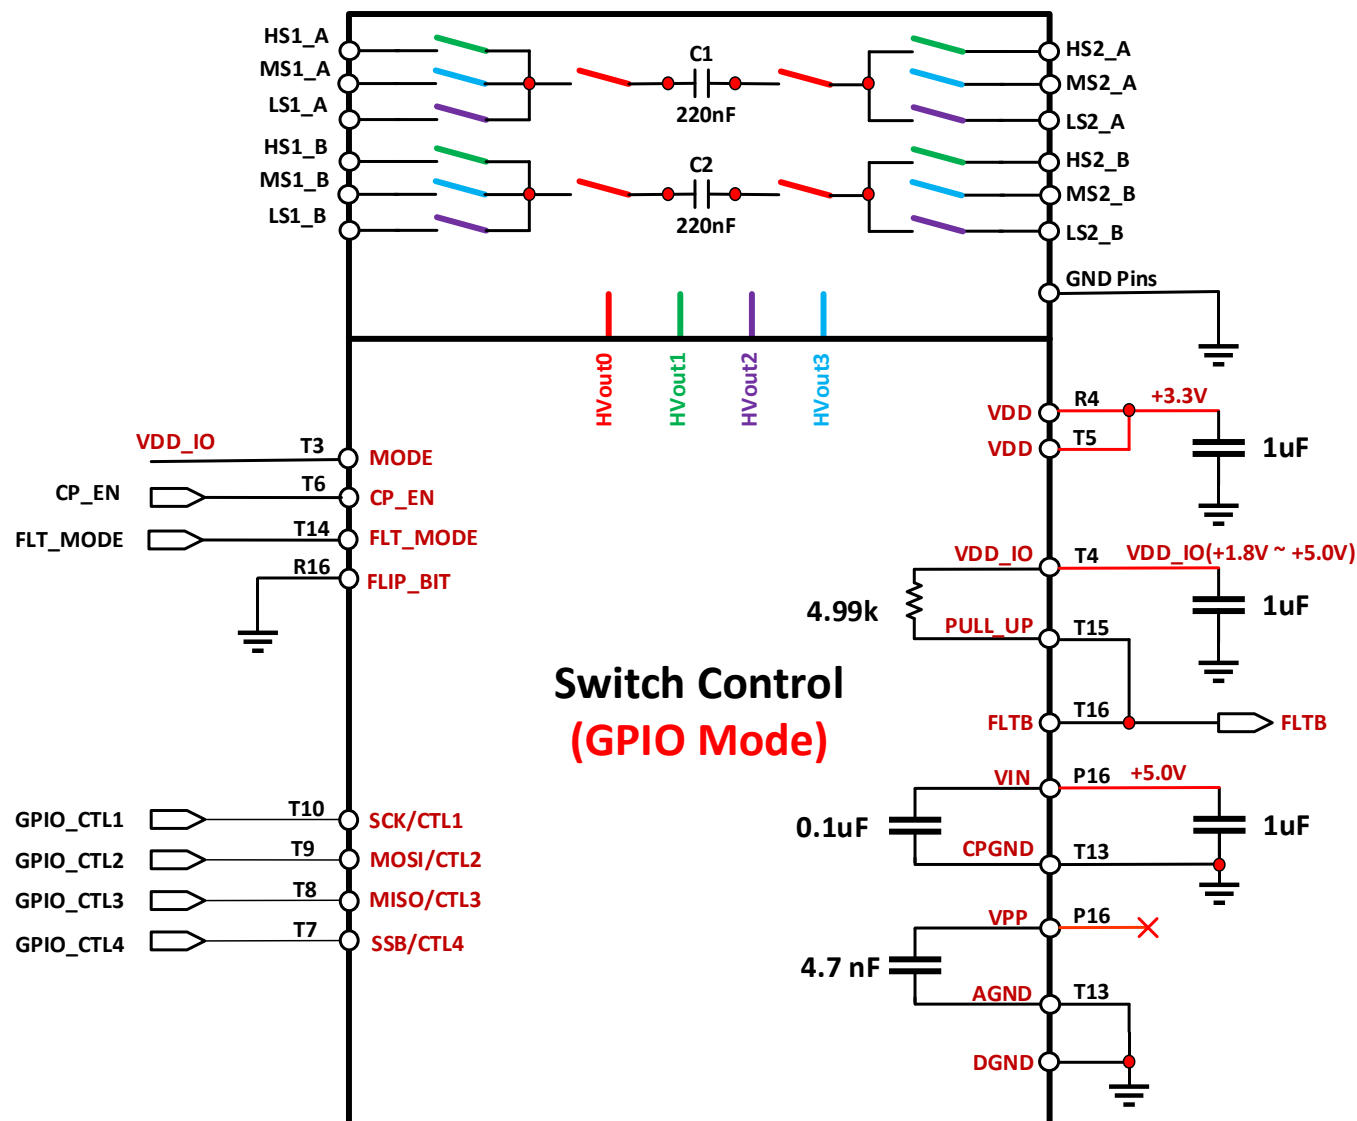 HS1_A
MS1_A
LS1_A
HS1_B
MS1_B
LS1_B
C1
220nF
C2
220nF
HS2_A
MS2_A
LS2_A
HS2_B
MS2_B
LS2_B
GND Pins
HVout0
HVout1
HVout2
HVout3
VDD_IO
T3
MODE
CP_EN
T6
CP_EN
FLT_MODE
T14
FLT_MODE
R16
FLIP_BIT
VDD
R4
+3.3V
VDD
T5
1uF
VDD_IO
T4
VDD_IO(+1.8V ~ +5.0V)
4.99k
1uF
PULL_UP
T15
Switch Control
(GPIO Mode)
FLTB
T16
FLTB
VIN
P16
+5.0V
0.1uF
1uF
CPGND
T13
GPIO_CTL1
T10
SCK/CTL1
GPIO_CTL2
T9
MOSI/CTL2
GPIO_CTL3
T8
MISO/CTL3
GPIO_CTL4
T7
SSB/CTL4
VPP
P16
4.7 nF
AGND
T13
DGND